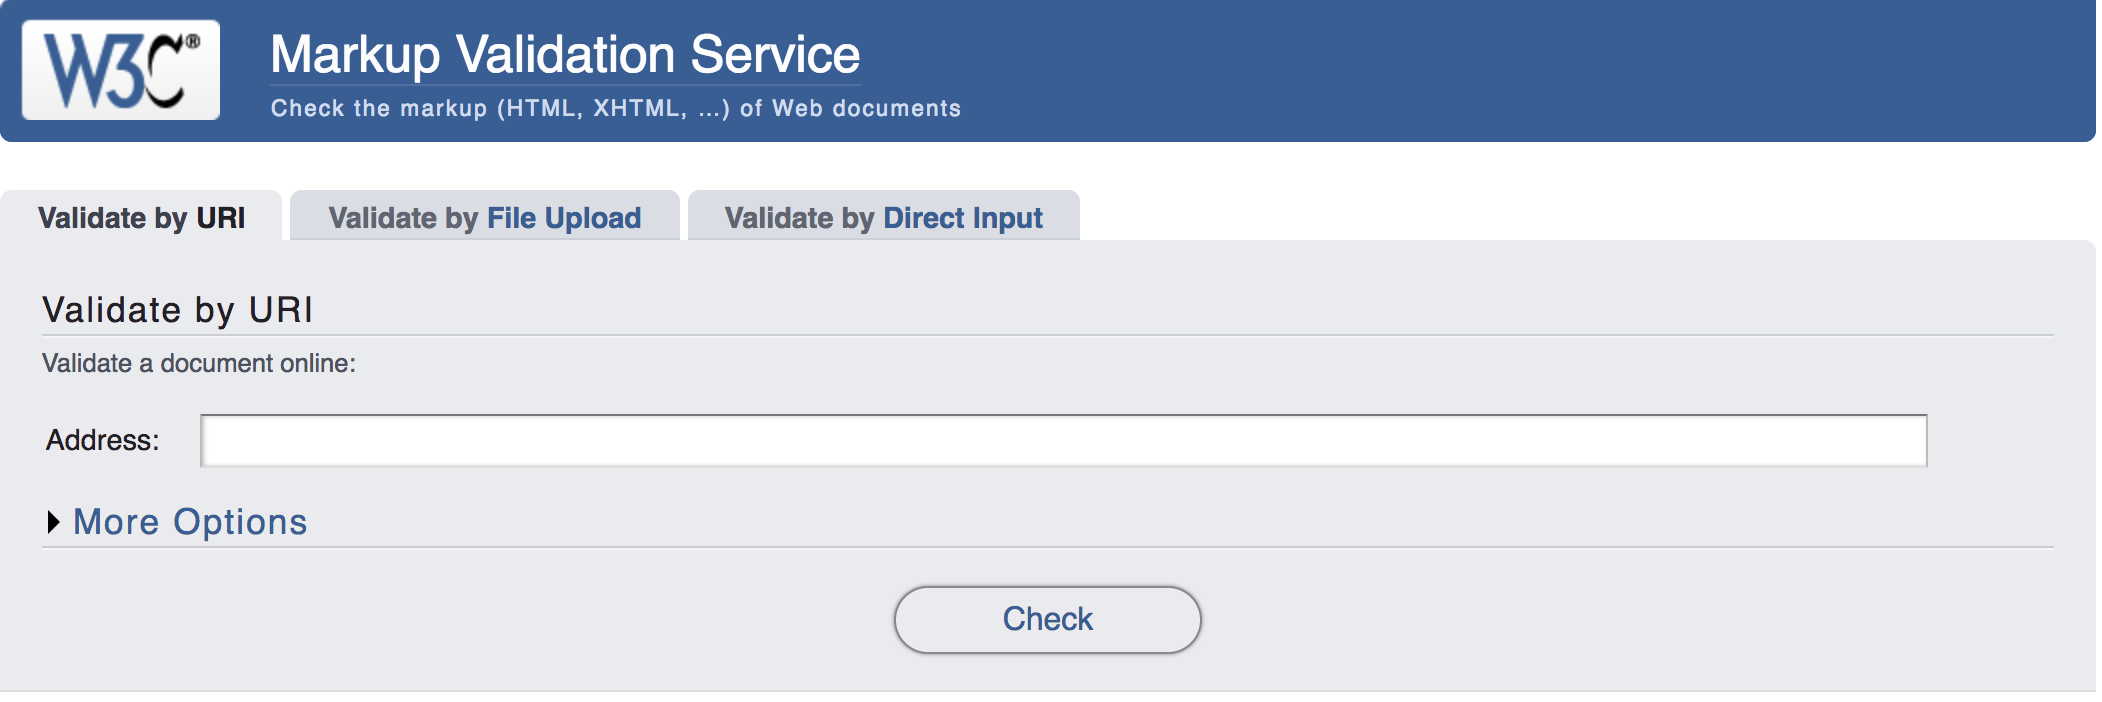 W3C®
Markup Validation Service
Check the markup (HTML, XHTML, ...) of Web documents
Validate by URI
Validate by File Upload
Validate by Direct Input
Validate by URI
Validate a document online:
Address:
More Options
Check